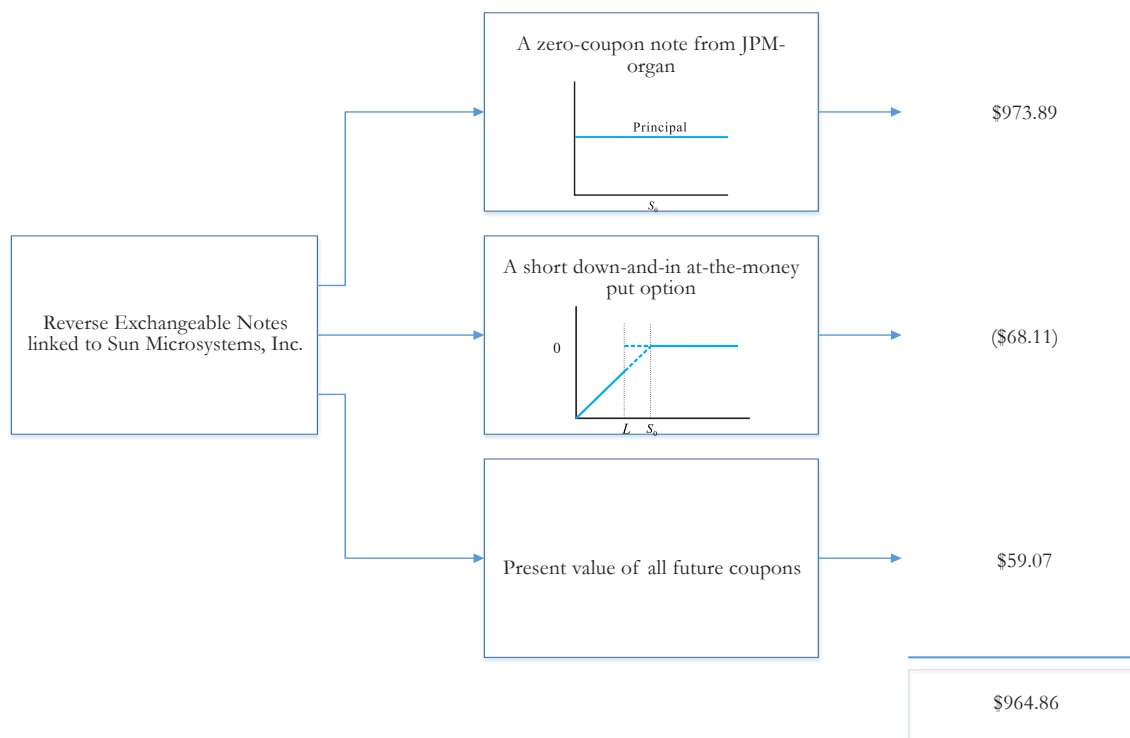 Reverse Exchangeable Notes
linked to Sun Microsystems, Inc.
A zero-coupon note from JPM-
organ
Principal
S₀
$973.89
A short down-and-in at-the-money
put option
0
L S₀
($68.11)
Present value of all future coupons
$59.07
$964.86